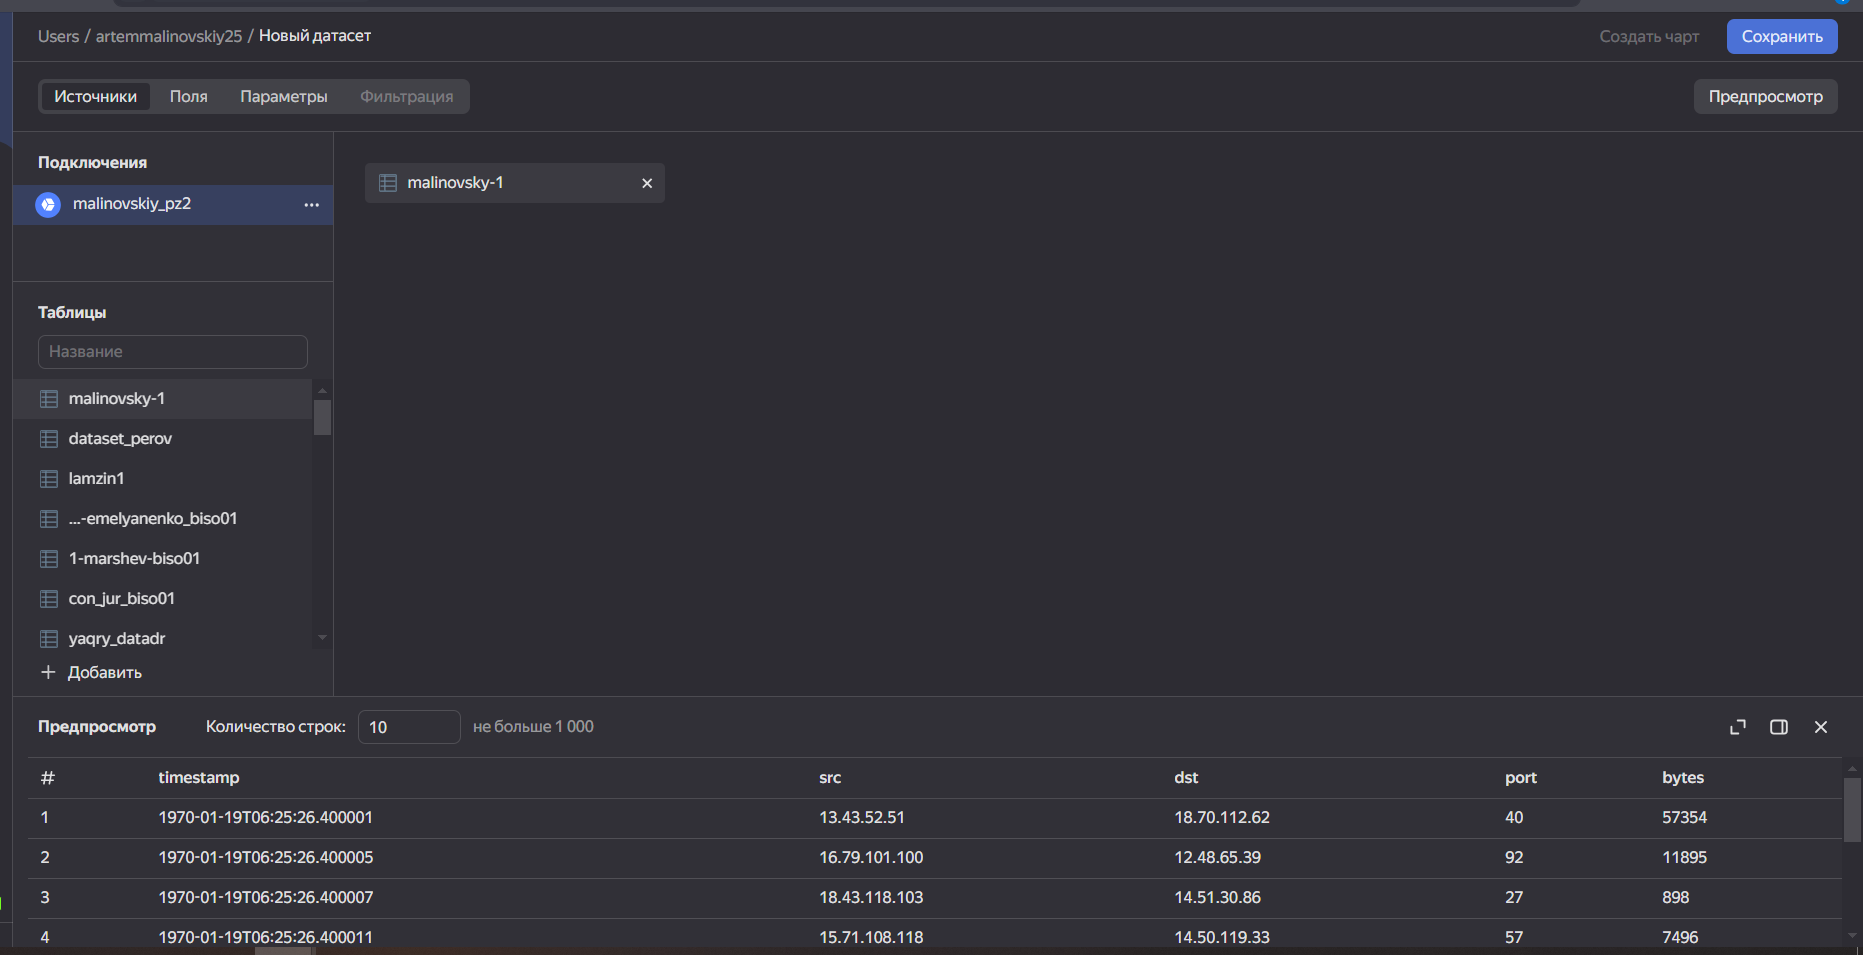 Users / artemmalinovskiy25 / Новый датасет
Создать чарт
Сохранить
Источники
Поля
Параметры
Фильтрация
Предпросмотр
Подключения
malinovskiy_pz2
malinovsky-1
Таблицы
Название
malinovsky-1
dataset_perov
lamzin1
...-emelyanenko_biso01
1-marshev-biso01
con_jur_biso01
yaqry_datadr
Добавить
Предпросмотр
Количество строк: 10 не больше 1 000
# timestamp src dst port bytes
1 1970-01-19T06:25:26.400001 13.43.52.51 18.70.112.62 40 57354
2 1970-01-19T06:25:26.400005 16.79.101.100 12.48.65.39 92 11895
3 1970-01-19T06:25:26.400007 18.43.118.103 14.51.30.86 27 898
4 1970-01-19T06:25:26.400011 15.71.108.118 14.50.119.33 57 7496